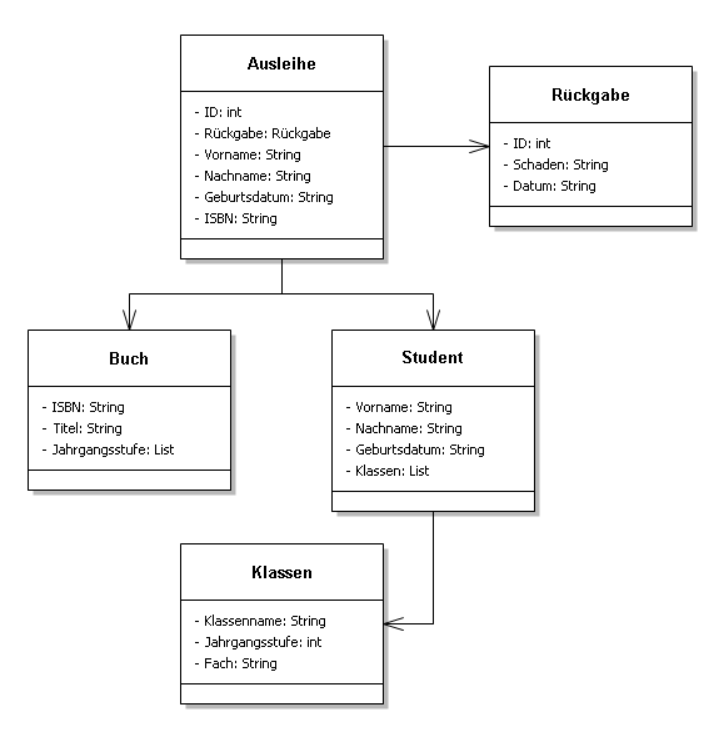 Ausleihe
- ID: int
- Rückgabe: Rückgabe
- Vorname: String
- Nachname: String
- Geburtsdatum: String
- ISBN: String
Rückgabe
- ID: int
- Schaden: String
- Datum: String
Buch
- ISBN: String
- Titel: String
- Jahrgangsstufe: List
Student
- Vorname: String
- Nachname: String
- Geburtsdatum: String
- Klassen: List
Klassen
- Klassenname: String
- Jahrgangsstufe: int
- Fach: String